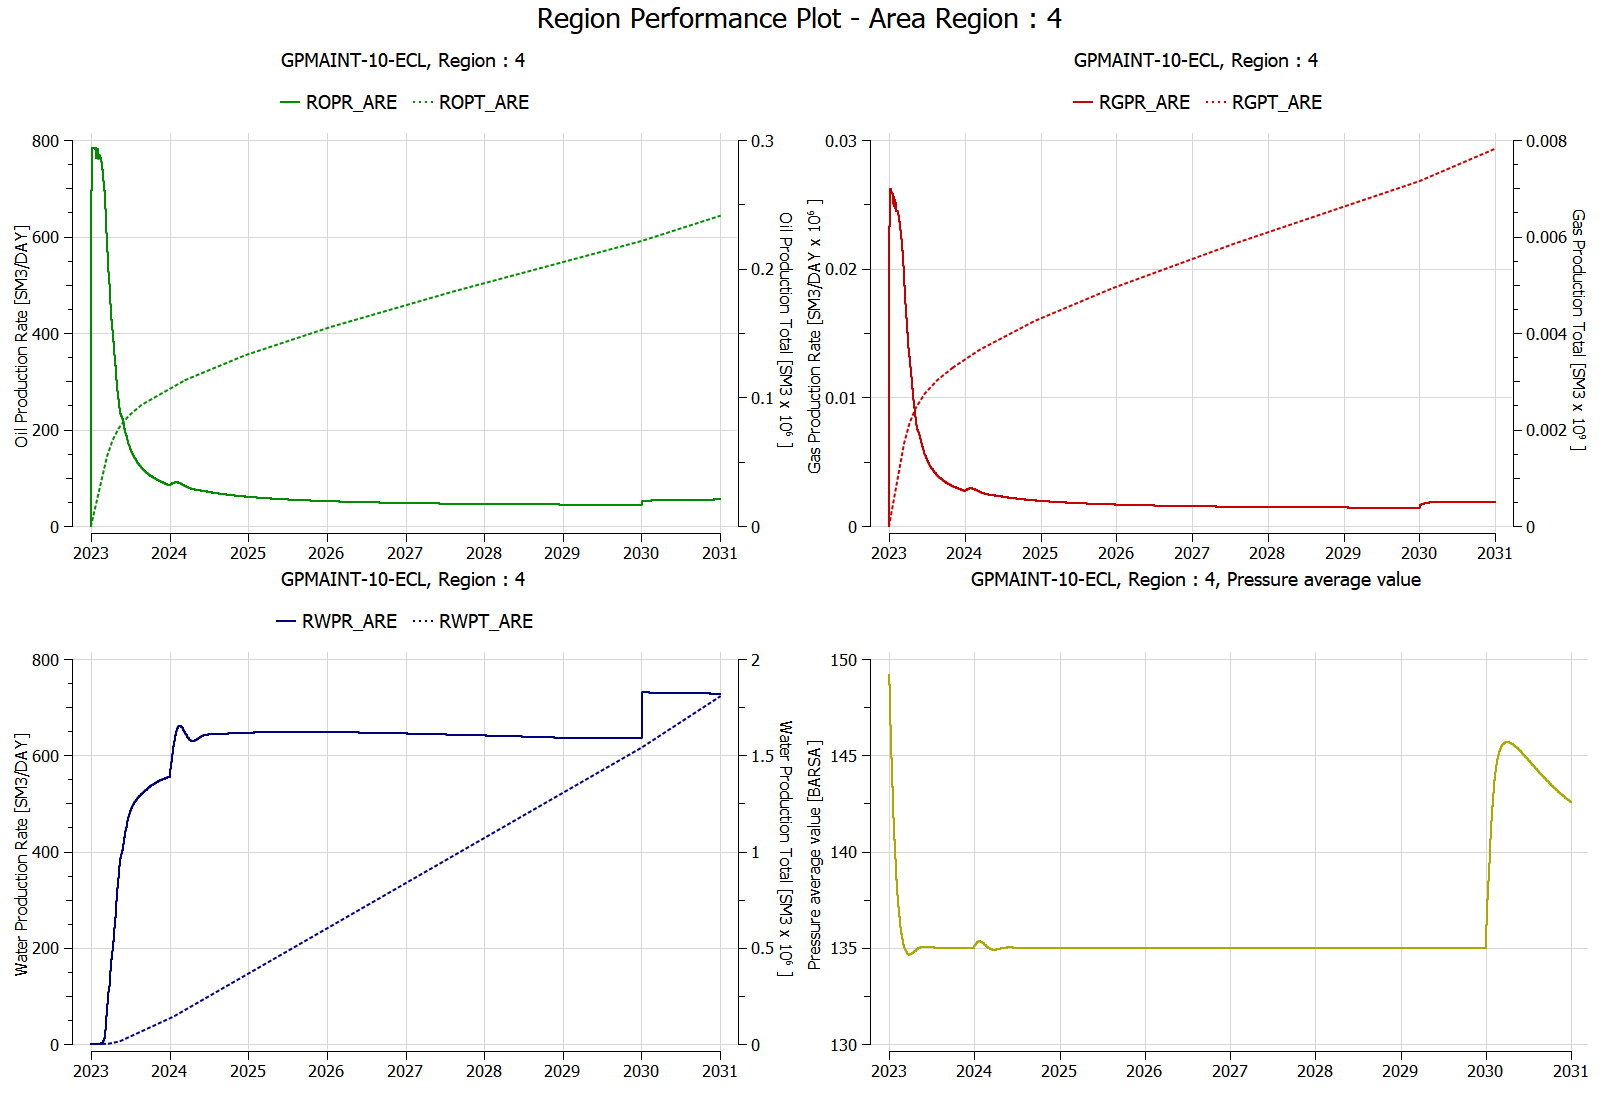 Region Performance Plot - Area Region : 4
GPMAINT-10-ECL, Region : 4
ROPR_ARE ROPT_ARE
Oil Production Rate [SM3/DAY]
800
600
400
200
0
Oil Production Total [SM3 x 10⁶ ]
0.3
0.2
0.1
0
2023 2024 2025 2026 2027 2028 2029 2030 2031
GPMAINT-10-ECL, Region : 4
RGPR_ARE RGPT_ARE
Gas Production Rate [SM3/DAY x 10⁶ ]
0.03
0.02
0.01
0
Gas Production Total [SM3 x 10⁹ ]
0.008
0.006
0.004
0.002
0
2023 2024 2025 2026 2027 2028 2029 2030 2031
GPMAINT-10-ECL, Region : 4
RWPR_ARE RWPT_ARE
Water Production Rate [SM3/DAY]
800
600
400
200
0
Water Production Total [SM3 x 10⁶ ]
2
1.5
1
0.5
0
2023 2024 2025 2026 2027 2028 2029 2030 2031
GPMAINT-10-ECL, Region : 4, Pressure average value
Pressure average value [BARSA]
150
145
140
135
130
2023 2024 2025 2026 2027 2028 2029 2030 2031